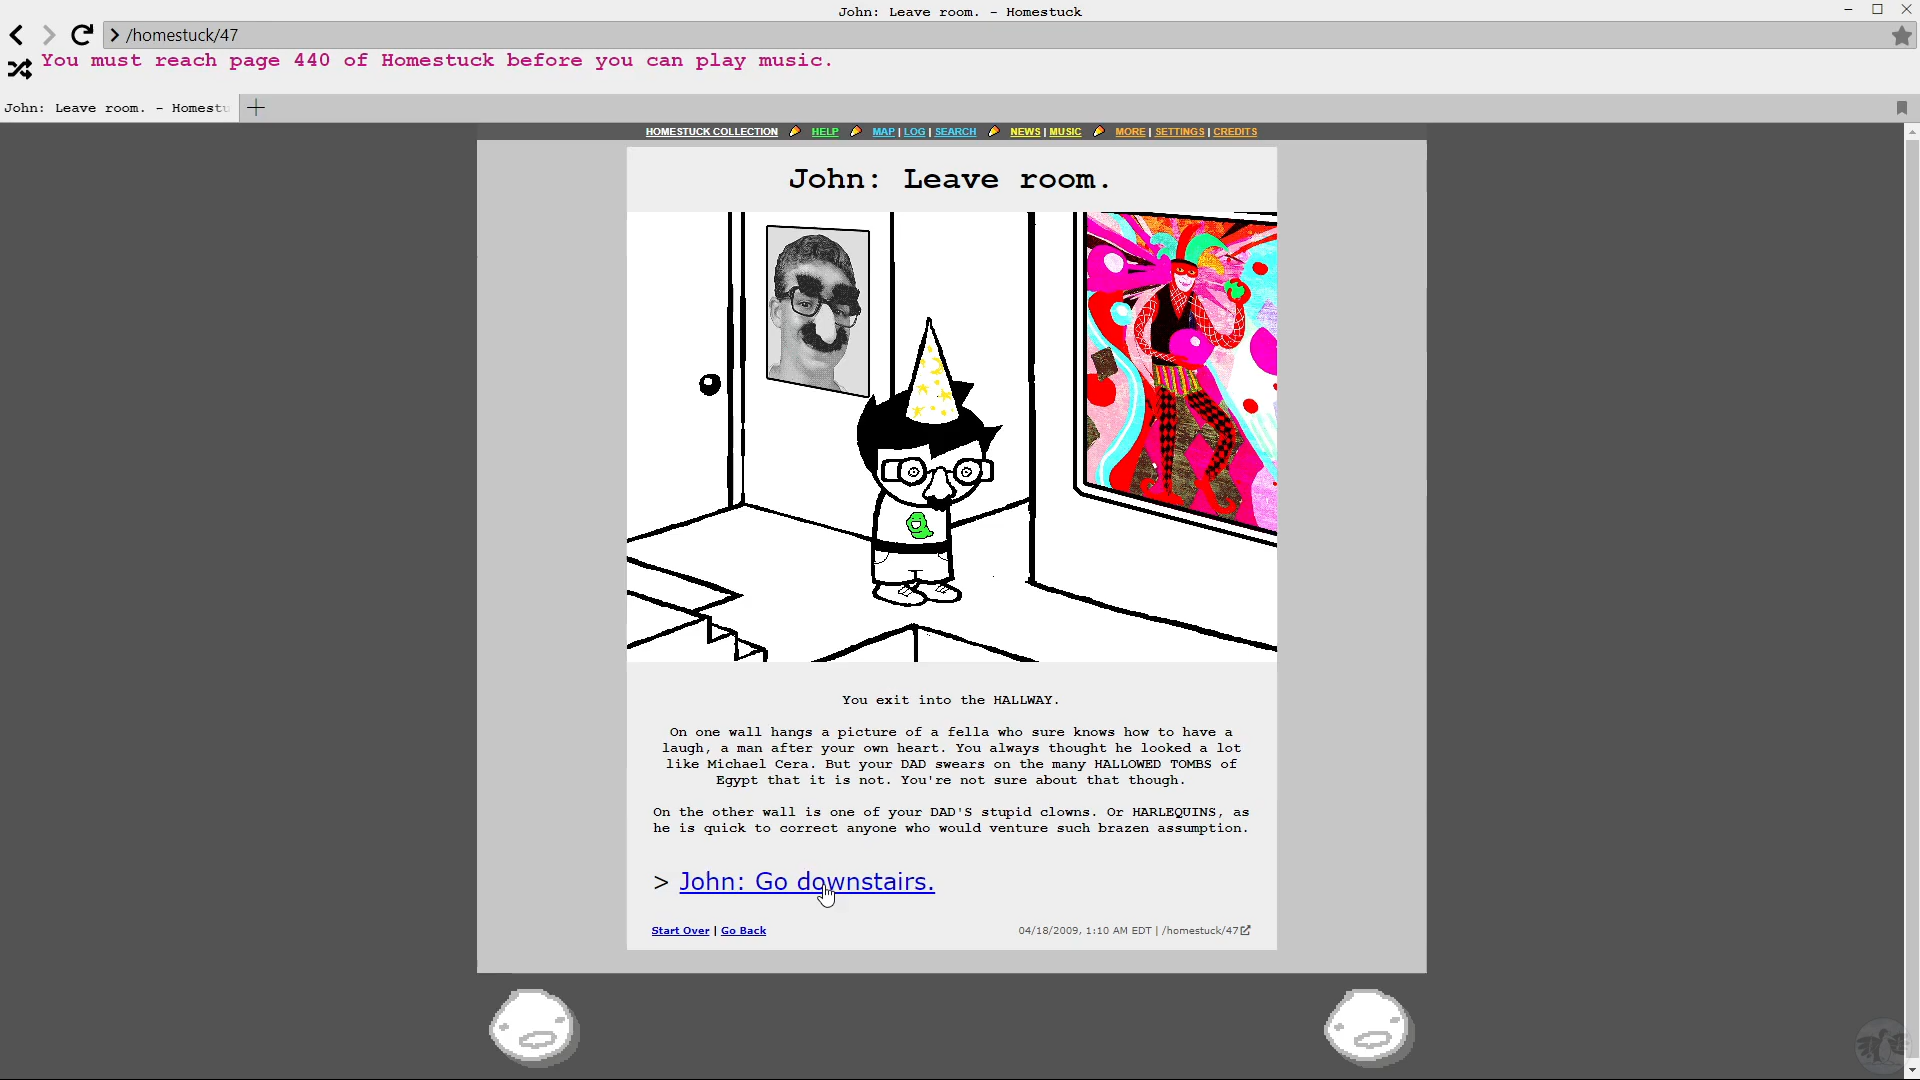 John: Leave room. - Homestuck
/homestuck/47
You must reach page 440 of Homestuck before you can play music.
John: Leave room. - Homestu
HOMESTUCK COLLECTION HELP MAP | LOG | SEARCH NEWS | MUSIC MORE | SETTINGS | CREDITS
John: Leave room.
You exit into the HALLWAY.
On one wall hangs a picture of a fella who sure knows how to have a
laugh, a man after your own heart. You always thought he looked a lot
like Michael Cera. But your DAD swears on the many HALLOWED TOMBS of
Egypt that it is not. You're not sure about that though.
On the other wall is one of your DAD'S stupid clowns. Or HARLEQUINS, as
he is quick to correct anyone who would venture such brazen assumption.
> John: Go downstairs.
Start Over | Go Back 04/18/2009, 1:10 AM EDT | /homestuck/47